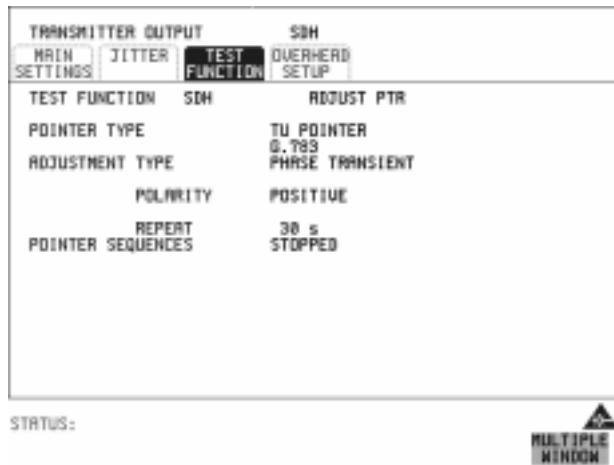 TRANSMITTER OUTPUT SDH
MAIN SETTINGS JITTER TEST FUNCTION OVERHEAD SETUP
TEST FUNCTION SDH ADJUST PTR
POINTER TYPE TU POINTER
G.783
ADJUSTMENT TYPE PHASE TRANSIENT
POLARITY POSITIVE
REPEAT 30 s
POINTER SEQUENCES STOPPED
STATUS:
MULTIPLE
WINDOW